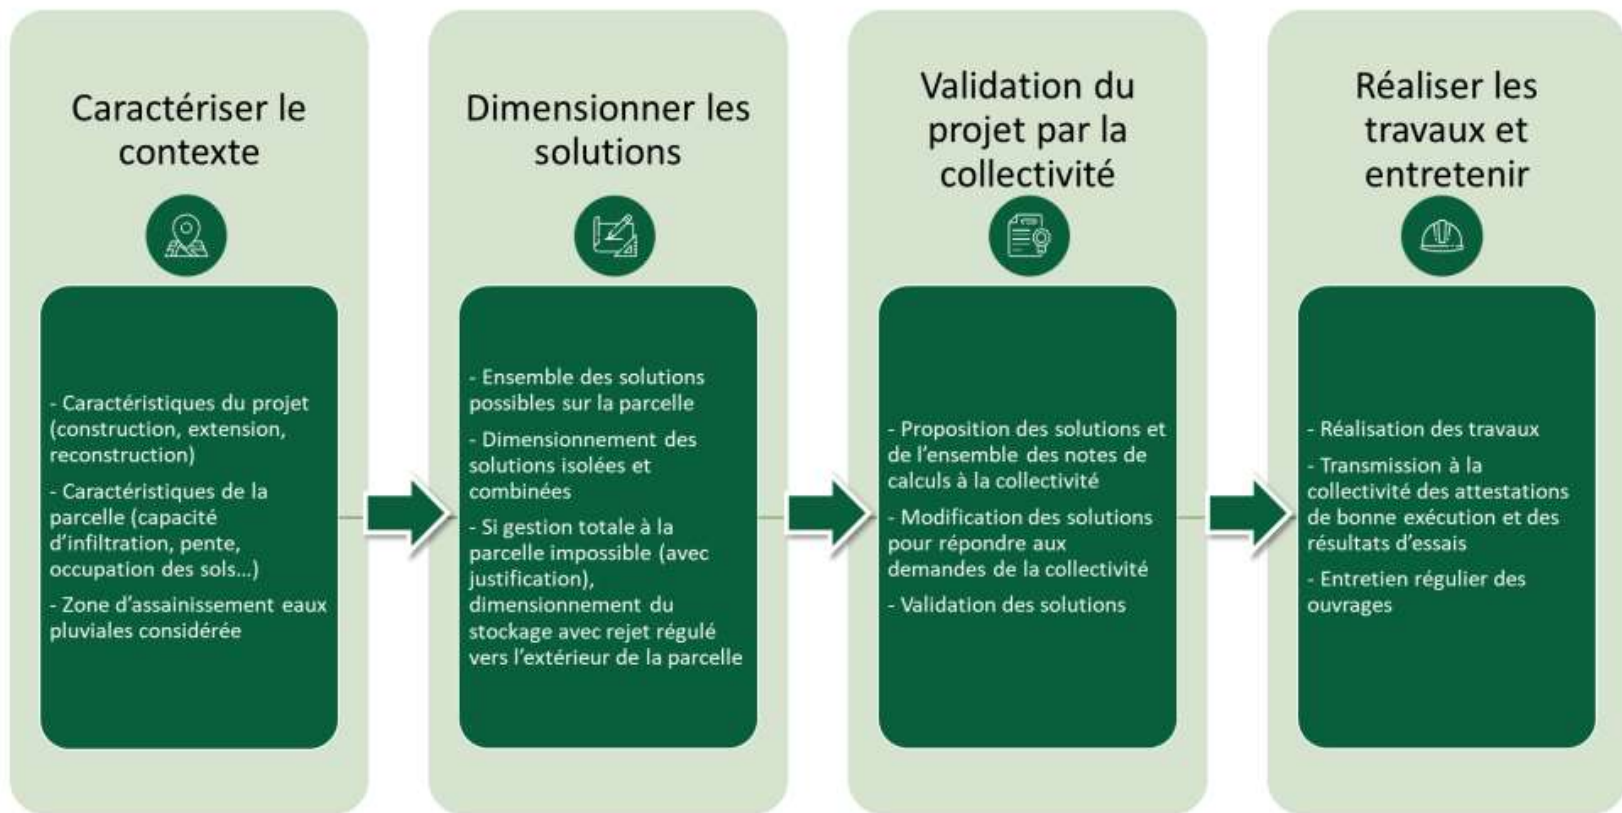 Caractériser le
contexte
- Caractéristiques du projet
(construction, extension,
reconstruction)
- Caractéristiques de la
parcelle (capacité
d'infiltration, pente,
occupation des sols...)
- Zone d'assainissement eaux
pluviales considérée
Dimensionner les
solutions
- Ensemble des solutions
possibles sur la parcelle
- Dimensionnement des
solutions isolées et
combinées
- Si gestion totale à la
parcelle impossible (avec
justification),
dimensionnement du
stockage avec rejet régulé
vers l'extérieur de la parcelle
Validation du
projet par la
collectivité
- Proposition des solutions et
de l'ensemble des notes de
calculs à la collectivité
- Modification des solutions
pour répondre aux
demandes de la collectivité
- Validation des solutions
Réaliser les
travaux et
entretenir
- Réalisation des travaux
- Transmission à la
collectivité des attestations
de bonne exécution et des
résultats d'essais
- Entretien régulier des
ouvrages